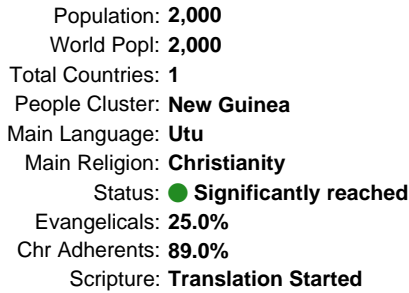 Population: 2,000
World Popl: 2,000
Total Countries: 1
People Cluster: New Guinea
Main Language: Utu
Main Religion: Christianity
Status: Significantly reached
Evangelicals: 25.0%
Chr Adherents: 89.0%
Scripture: Translation Started